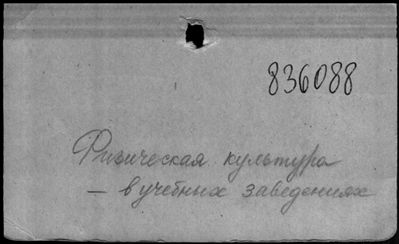 836088
Физическая культура
— в учебных заведениях